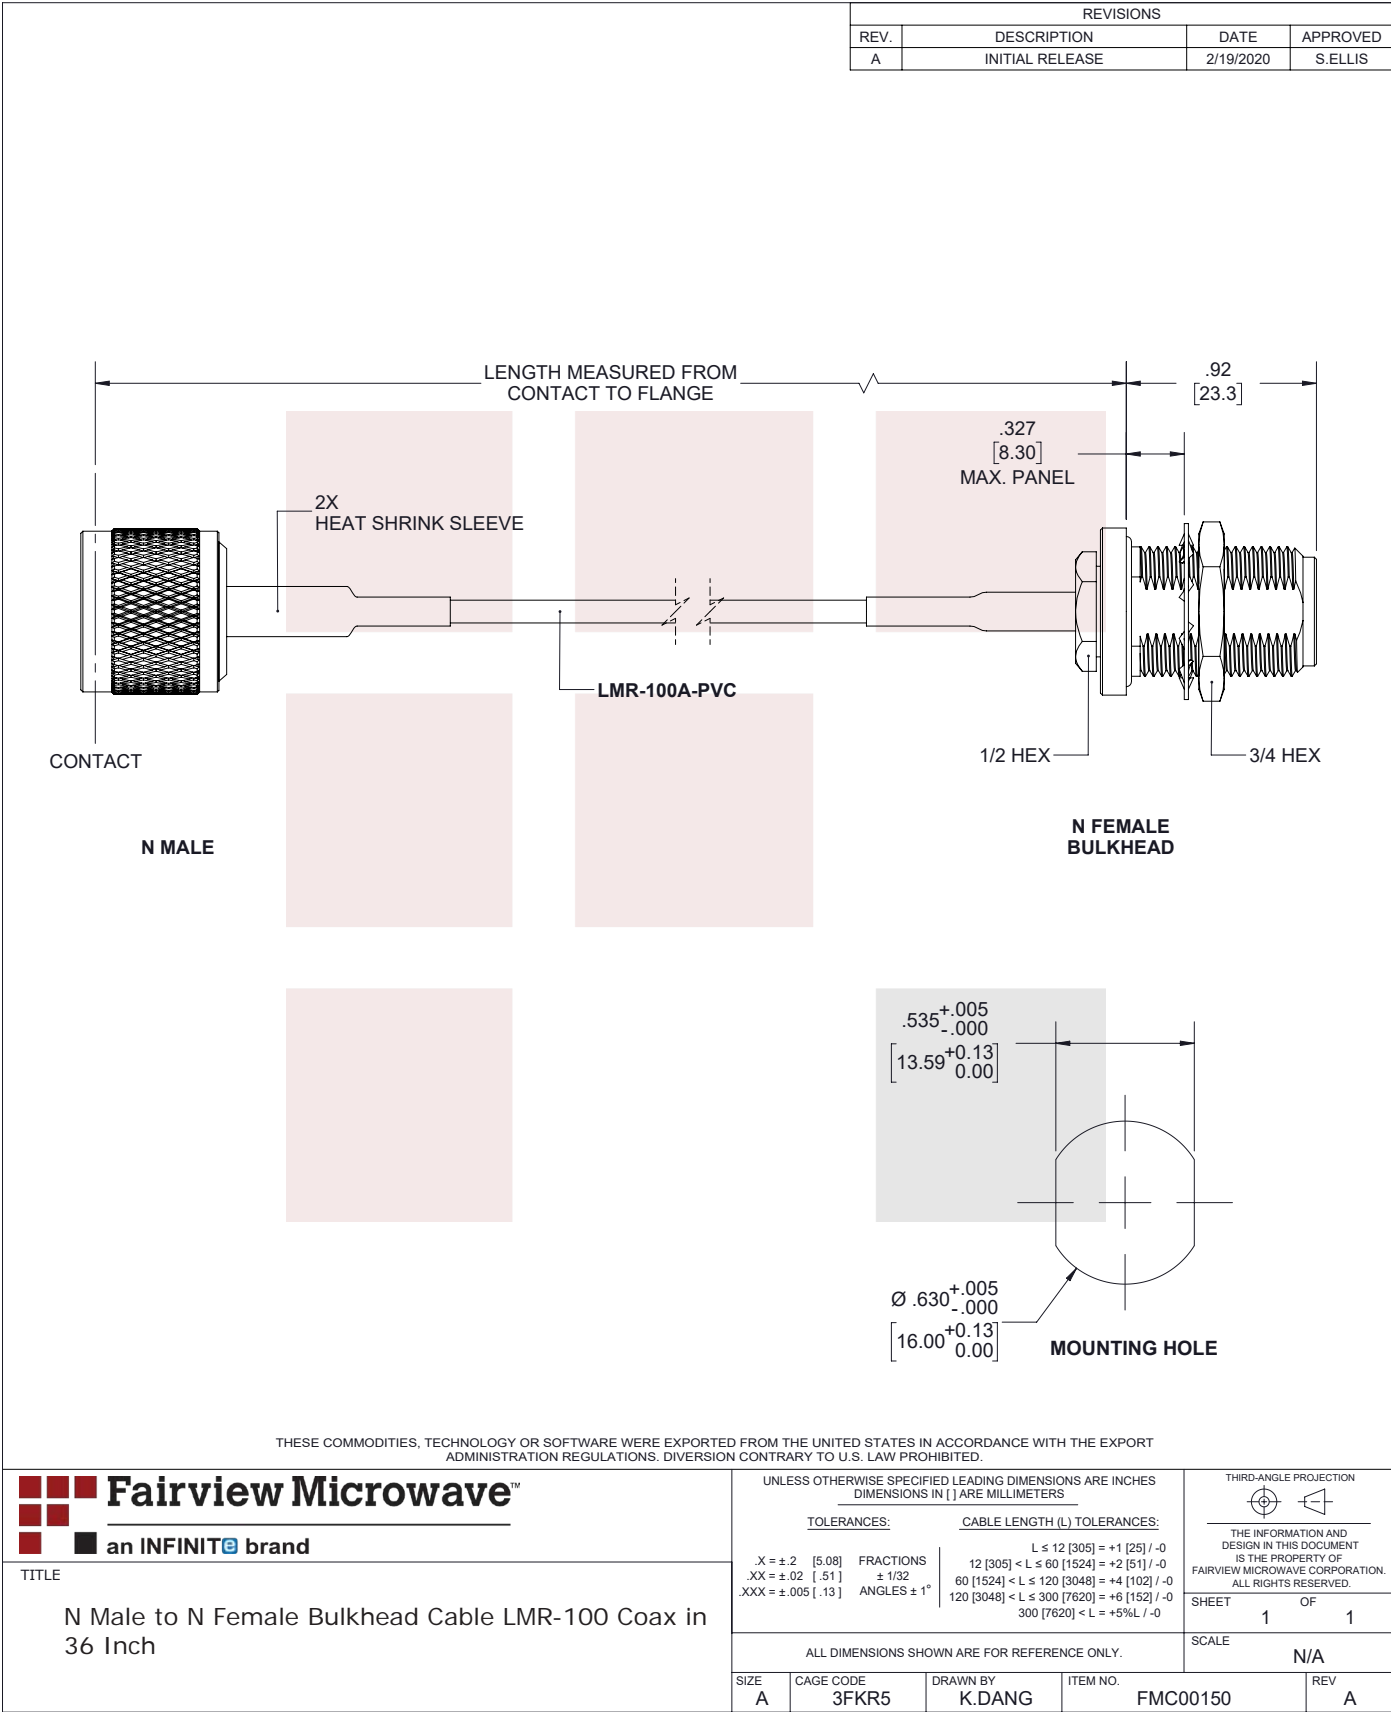 REVISIONS
REV. DESCRIPTION DATE APPROVED
A INITIAL RELEASE 2/19/2020 S.ELLIS
LENGTH MEASURED FROM
CONTACT TO FLANGE
.92
[23.3]
.327
[8.30]
MAX. PANEL
2X
HEAT SHRINK SLEEVE
LMR-100A-PVC
CONTACT
1/2 HEX
3/4 HEX
N MALE
N FEMALE
BULKHEAD
.535 +.005
-.000
[13.59 +0.13
0.00]
Ø .630 +.005
-.000
[16.00 +0.13
0.00]
MOUNTING HOLE
THESE COMMODITIES, TECHNOLOGY OR SOFTWARE WERE EXPORTED FROM THE UNITED STATES IN ACCORDANCE WITH THE EXPORT
ADMINISTRATION REGULATIONS. DIVERSION CONTRARY TO U.S. LAW PROHIBITED.
Fairview Microwave™
an INFINITe brand
TITLE
N Male to N Female Bulkhead Cable LMR-100 Coax in
36 Inch
UNLESS OTHERWISE SPECIFIED LEADING DIMENSIONS ARE INCHES
DIMENSIONS IN [ ] ARE MILLIMETERS
TOLERANCES:
.X = ±.2 [5.08] FRACTIONS
.XX = ±.02 [ .51 ] ± 1/32
.XXX = ±.005 [ .13 ] ANGLES ± 1°
CABLE LENGTH (L) TOLERANCES:
L ≤ 12 [305] = +1 [25] / -0
12 [305] < L ≤ 60 [1524] = +2 [51] / -0
60 [1524] < L ≤ 120 [3048] = +4 [102] / -0
120 [3048] < L ≤ 300 [7620] = +6 [152] / -0
300 [7620] < L = +5%L / -0
ALL DIMENSIONS SHOWN ARE FOR REFERENCE ONLY.
THIRD-ANGLE PROJECTION
THE INFORMATION AND
DESIGN IN THIS DOCUMENT
IS THE PROPERTY OF
FAIRVIEW MICROWAVE CORPORATION.
ALL RIGHTS RESERVED.
SHEET 1 OF 1
SCALE
N/A
SIZE CAGE CODE DRAWN BY ITEM NO. REV
A 3FKR5 K.DANG FMC00150 A